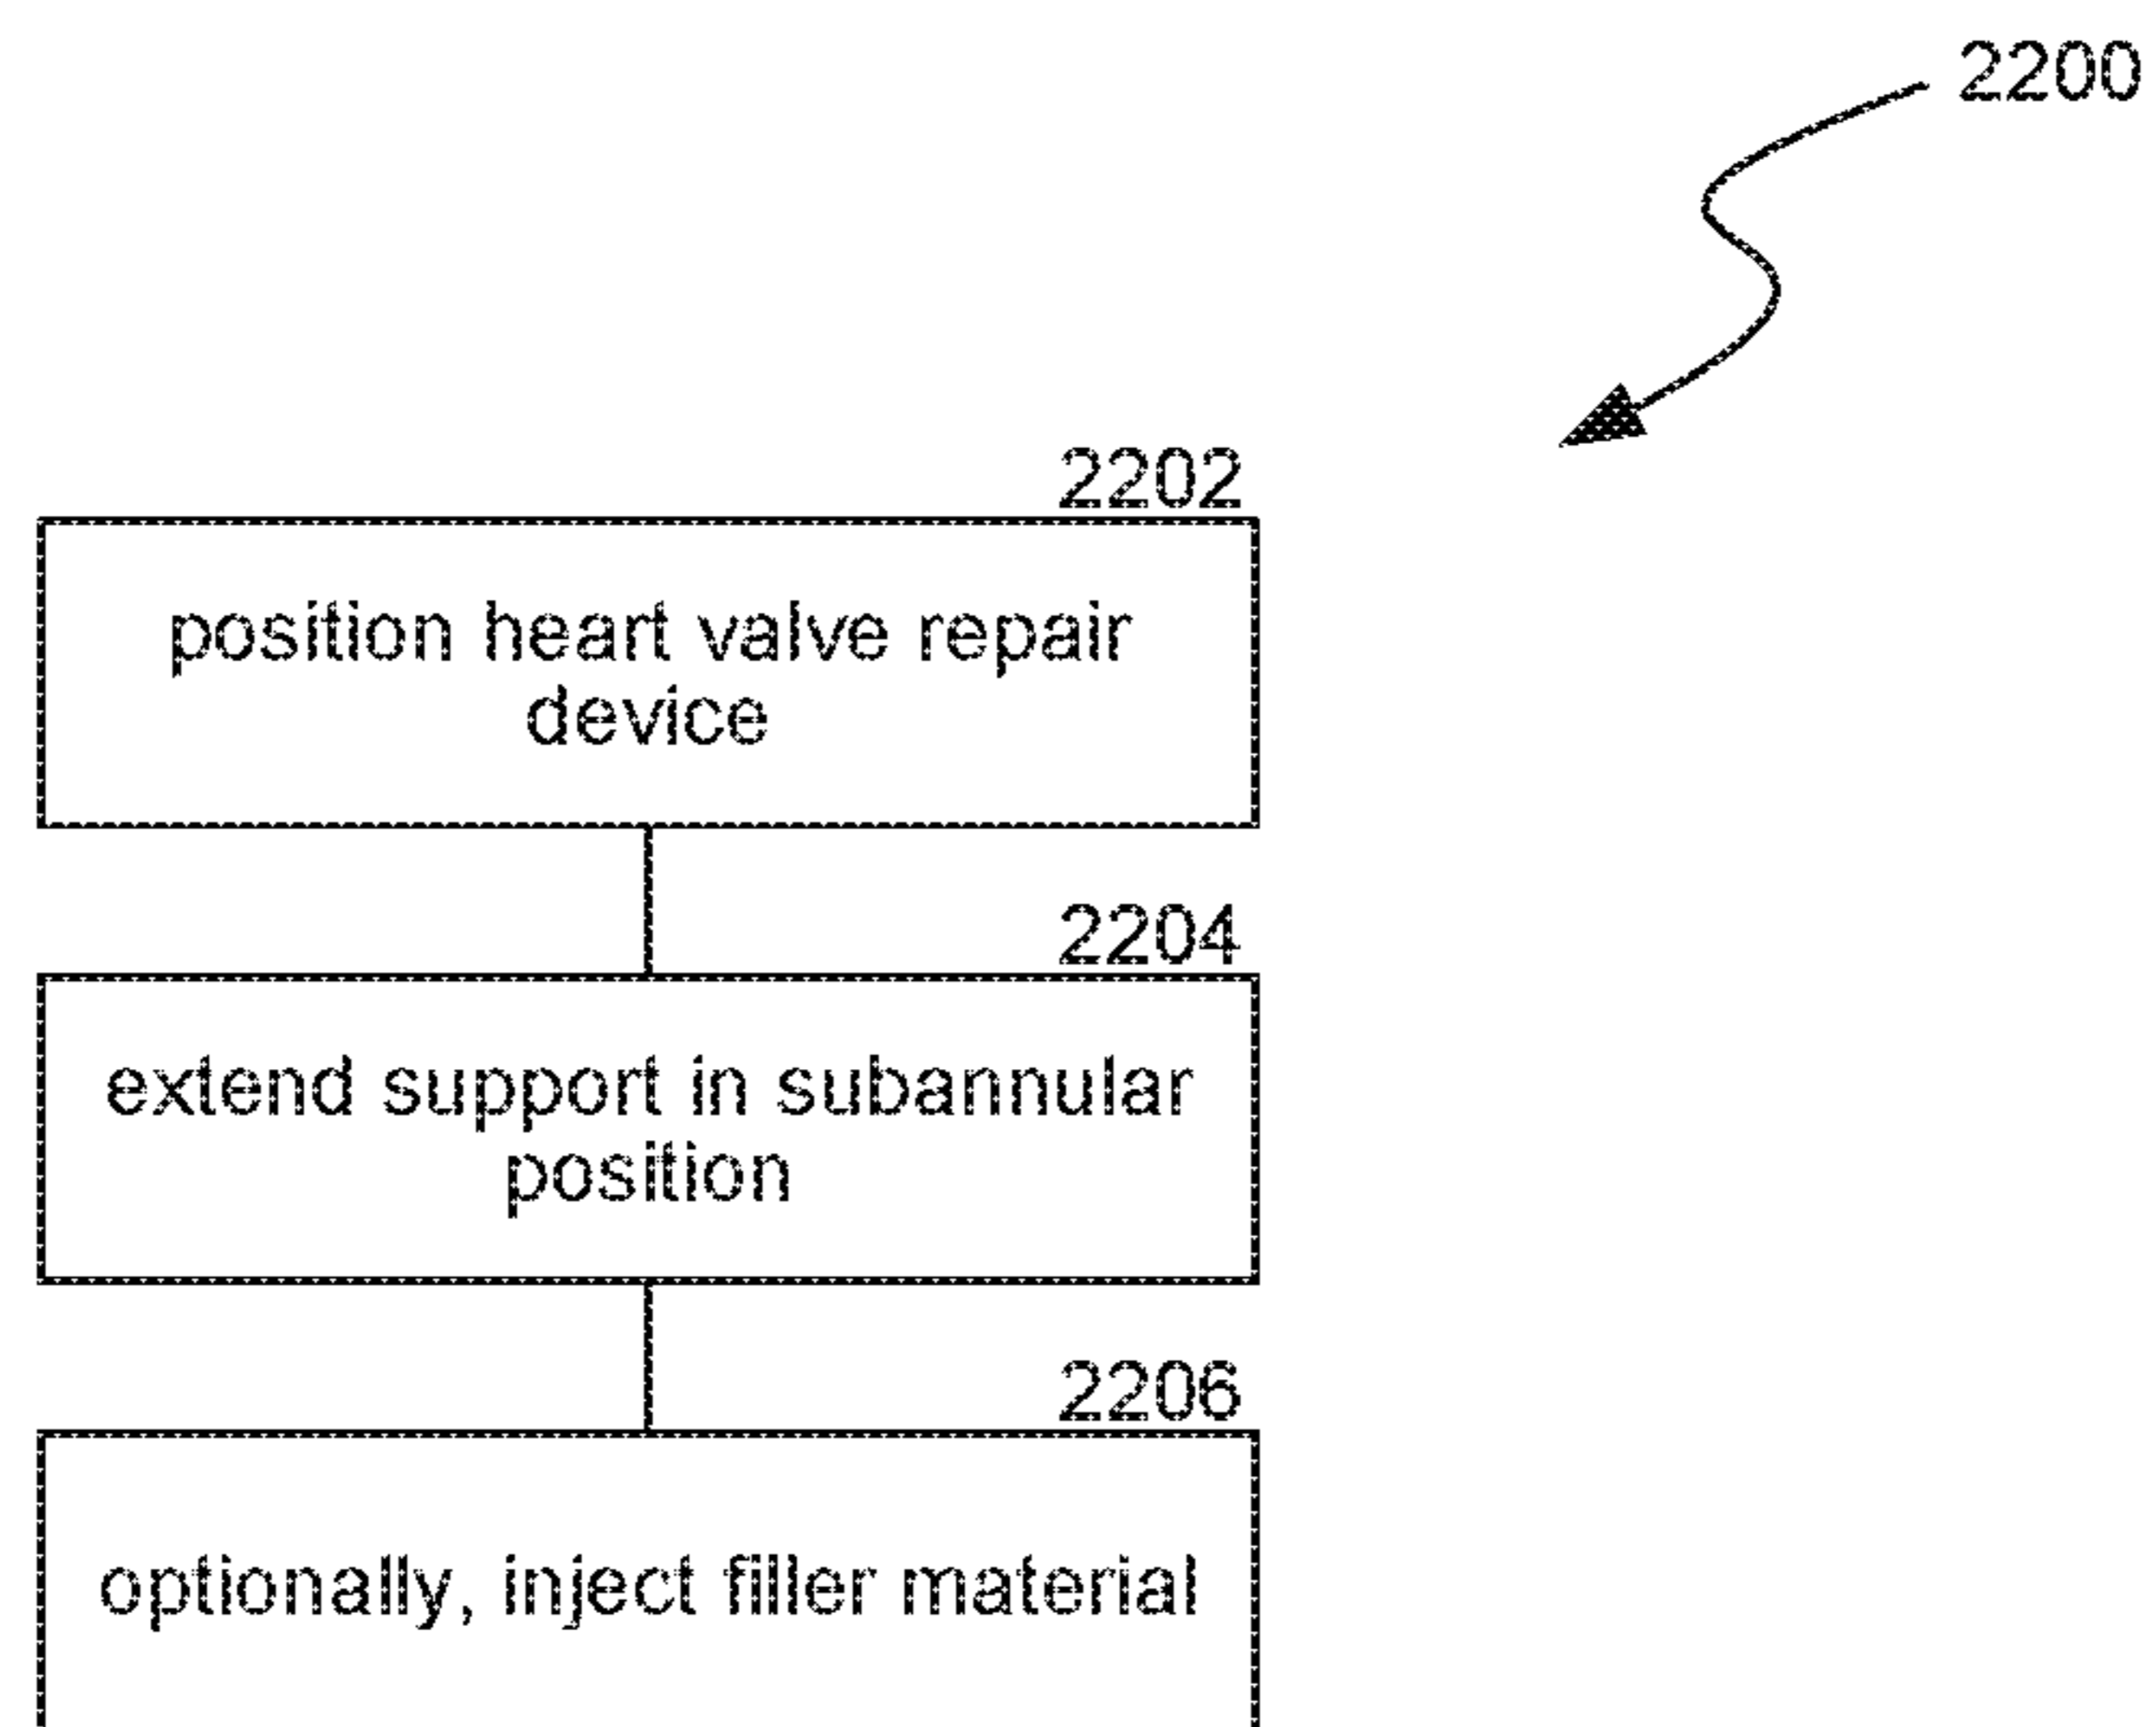 2200
2202
position heart valve repair
device
2204
extend support in subannular
position
2206
optionally, inject filler material